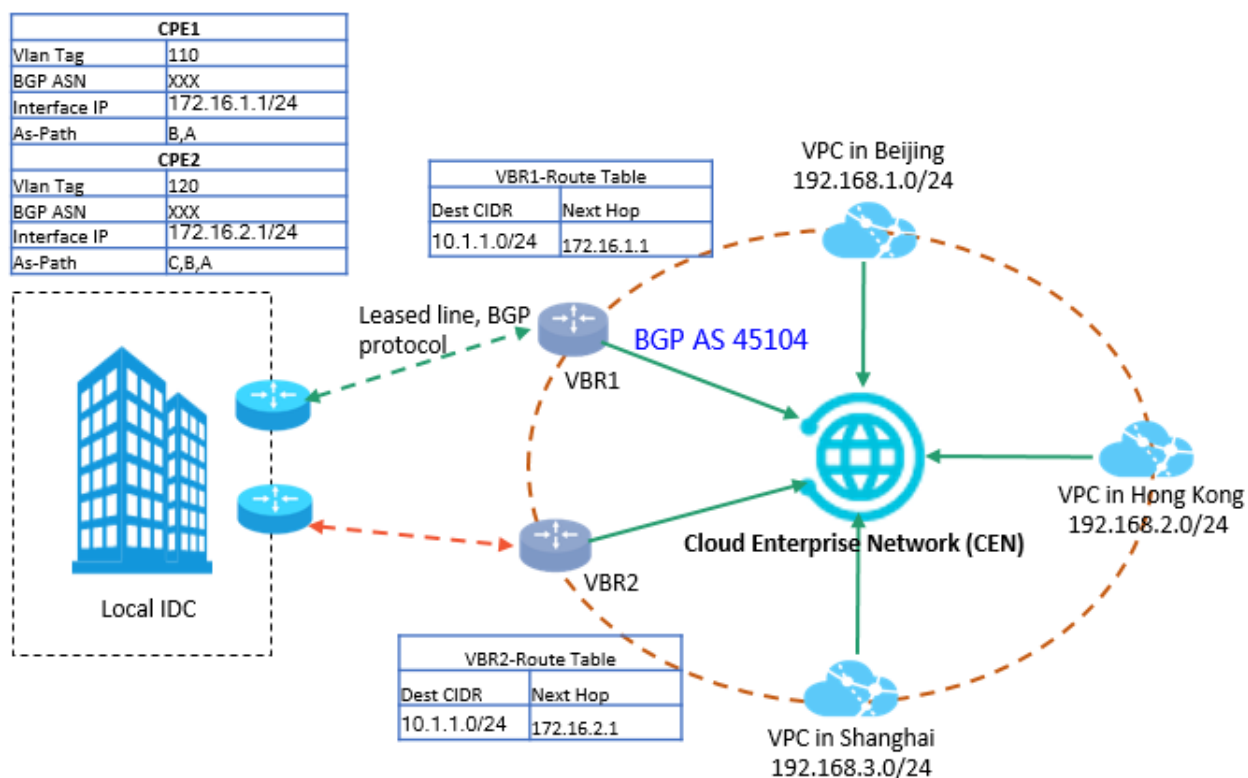 CPE1
Vlan Tag 110
BGP ASN XXX
Interface IP 172.16.1.1/24
As-Path B,A
CPE2
Vlan Tag 120
BGP ASN XXX
Interface IP 172.16.2.1/24
As-Path C,B,A
VBR1-Route Table
Dest CIDR Next Hop
10.1.1.0/24 172.16.1.1
VPC in Beijing
192.168.1.0/24
Leased line, BGP
protocol
BGP AS 45104
VBR1
VPC in Hong Kong
192.168.2.0/24
Cloud Enterprise Network (CEN)
VBR2
Local IDC
VBR2-Route Table
Dest CIDR Next Hop
10.1.1.0/24 172.16.2.1
VPC in Shanghai
192.168.3.0/24